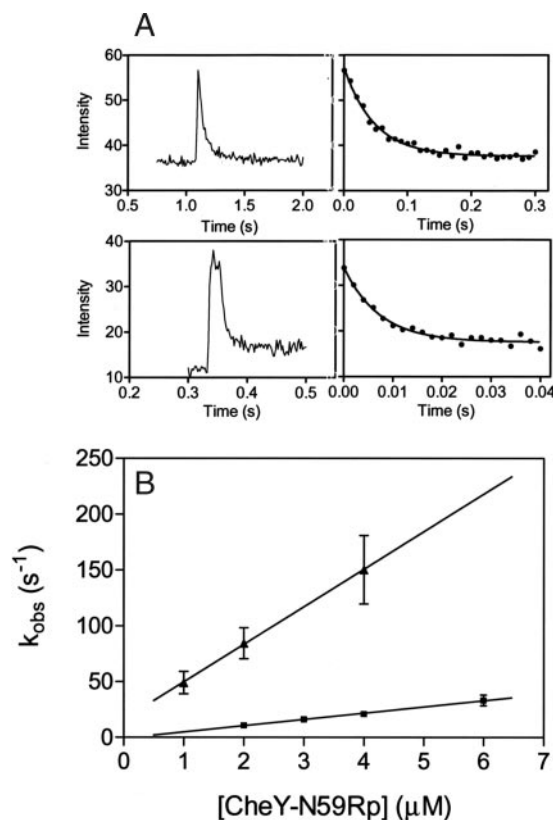 A
60
50
40
30
Intensity
0.5 1.0 1.5 2.0
Time (s)
0.0 0.1 0.2 0.3
Time (s)
40
30
20
10
Intensity
0.2 0.3 0.4 0.5
Time (s)
0.00 0.01 0.02 0.03 0.04
Time (s)
B
250
200
150
100
50
0
kobs (s-1)
0 1 2 3 4 5 6 7
[CheY-N59Rp] (µM)